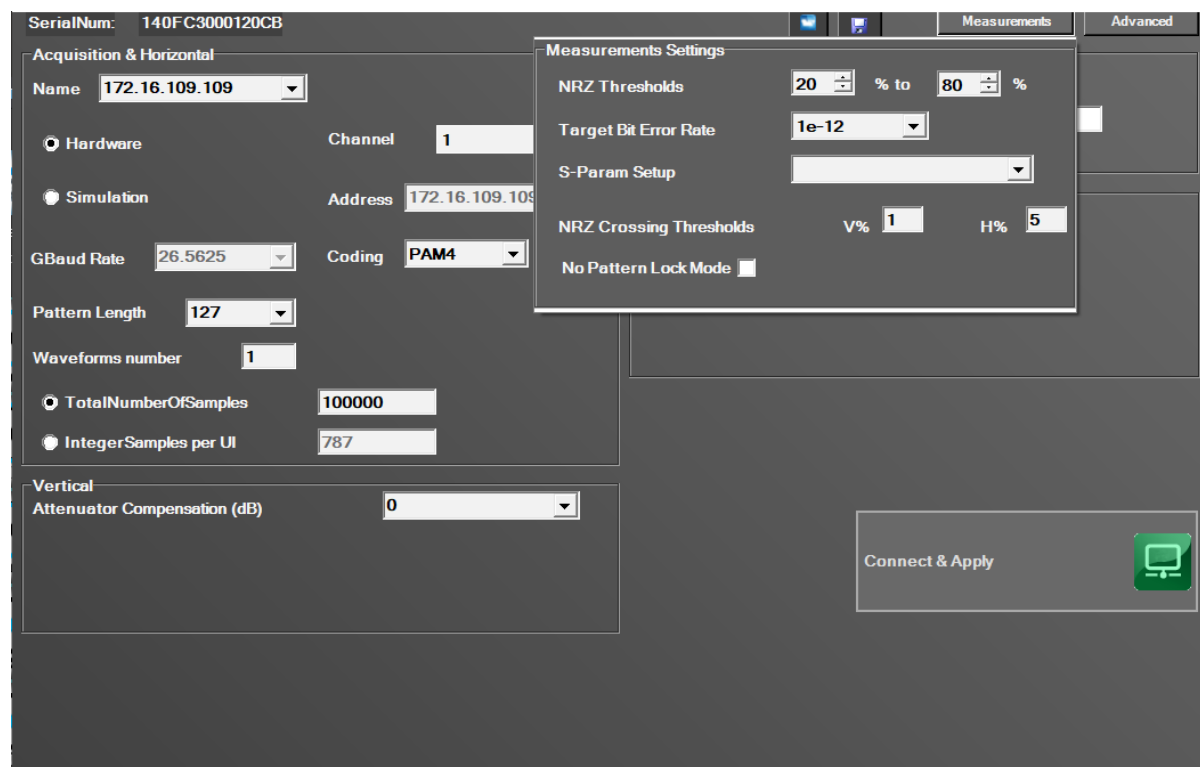 SerialNum: 140FC3000120CB Measurements Advanced
Acquisition & Horizontal
Name 172.16.109.109
Hardware Channel 1
Simulation Address 172.16.109.109
GBaud Rate 26.5625 Coding PAM4
Pattern Length 127
Waveforms number 1
TotalNumberOfSamples 100000
IntegerSamples per UI 787
Vertical
Attenuator Compensation (dB) 0
Measurements Settings
NRZ Thresholds 20 % to 80 %
Target Bit Error Rate 1e-12
S-Param Setup
NRZ Crossing Thresholds V% 1 H% 5
No Pattern Lock Mode
Connect & Apply